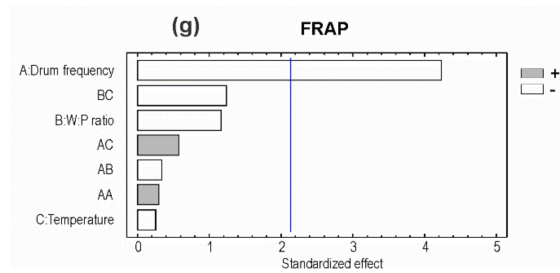 (g)
FRAP
A:Drum frequency
BC
B:W:P ratio
AC
AB
AA
C:Temperature
+
-
0 1 2 3 4 5
Standardized effect